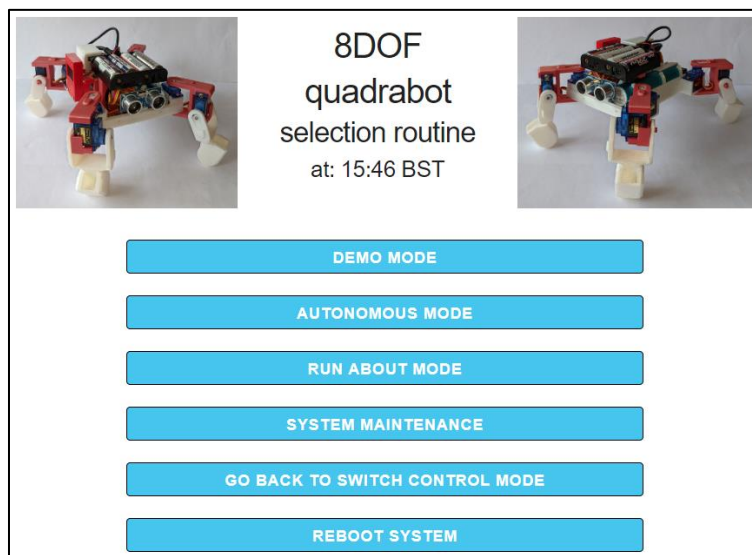 8DOF
quadrabot
selection routine
at: 15:46 BST
DEMO MODE
AUTONOMOUS MODE
RUN ABOUT MODE
SYSTEM MAINTENANCE
GO BACK TO SWITCH CONTROL MODE
REBOOT SYSTEM